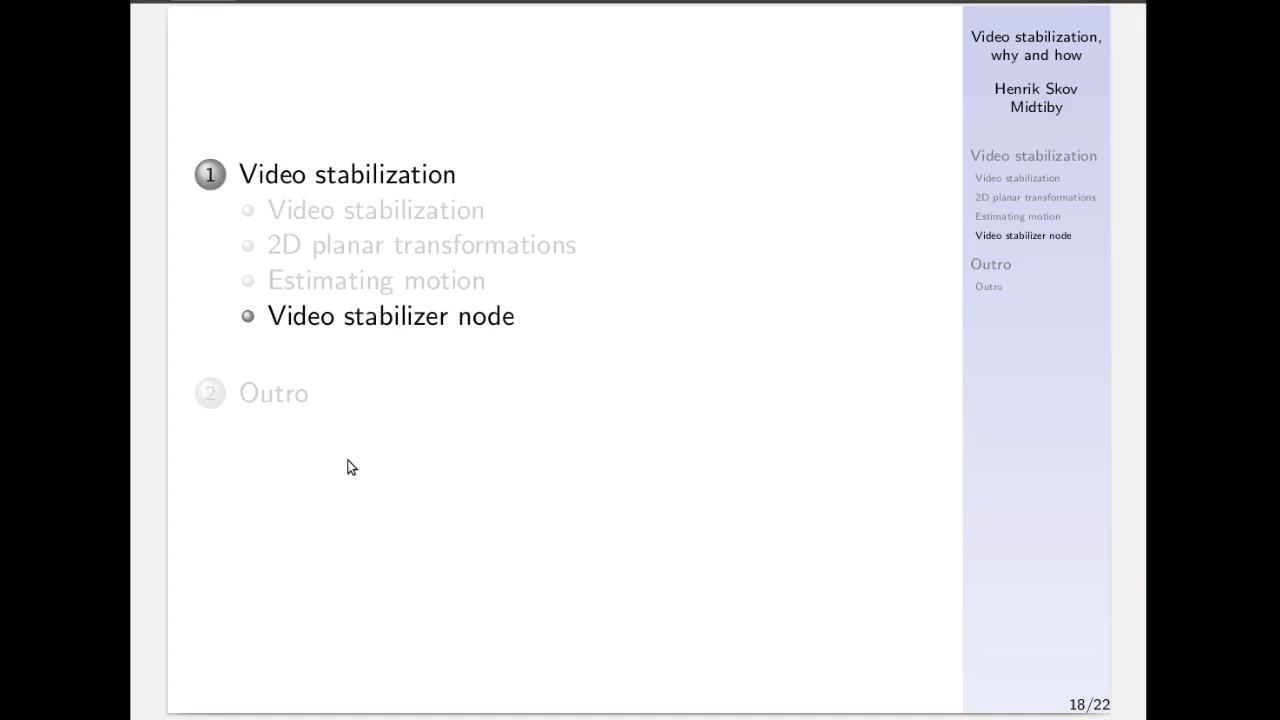 1 Video stabilization
Video stabilization
2D planar transformations
Estimating motion
Video stabilizer node
2 Outro
Video stabilization,
why and how
Henrik Skov
Midtiby
Video stabilization
Video stabilization
2D planar transformations
Estimating motion
Video stabilizer node
Outro
Outro
18/22